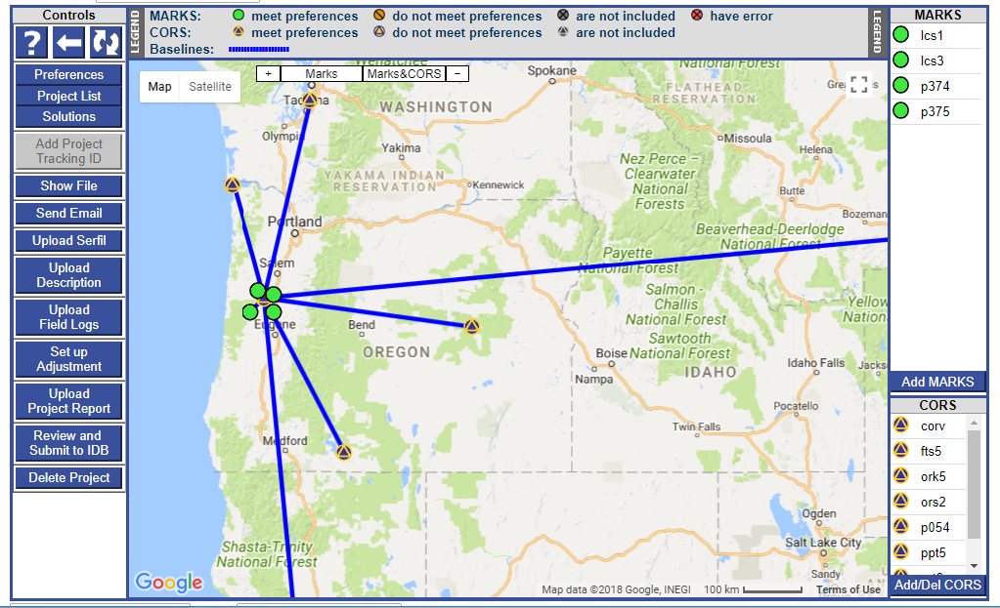 Controls
?
Preferences
Project List
Solutions
Add Project
Tracking ID
Show File
Send Email
Upload Serfil
Upload
Description
Upload
Field Logs
Set up
Adjustment
Upload
Project Report
Review and
Submit to IDB
Delete Project
LEGEND
MARKS: meet preferences do not meet preferences are not included have error
CORS: meet preferences do not meet preferences are not included
Baselines:
LEGEND
Map Satellite
+ Marks Marks&CORS −
Spokane
National Forest
FLATHEAD
RESERVATION
WASHINGTON
Olympia
Yakima
Missoula
Helena
YAKAMA INDIAN
RESERVATION
Kennewick
Nez Perce –
Clearwater
National
Forests
Butte
Bozeman
Portland
Beaverhead-Deerlodge
National Forest
Salem
Payette
National Forest
Salmon -
Challis
National Forest
Eugene
Bend
OREGON
Sawtooth
National Forest
Boise
Nampa
IDAHO
Idaho Falls
Pocatello
Twin Falls
Medford
Ogden
Salt Lake City
Sandy
Shasta-Trinity
National Forest
Google
Map data ©2018 Google, INEGI 100 km Terms of Use
MARKS
lcs1
lcs3
p374
p375
Add MARKS
CORS
corv
fts5
ork5
ors2
p054
ppt5
Add/Del CORS